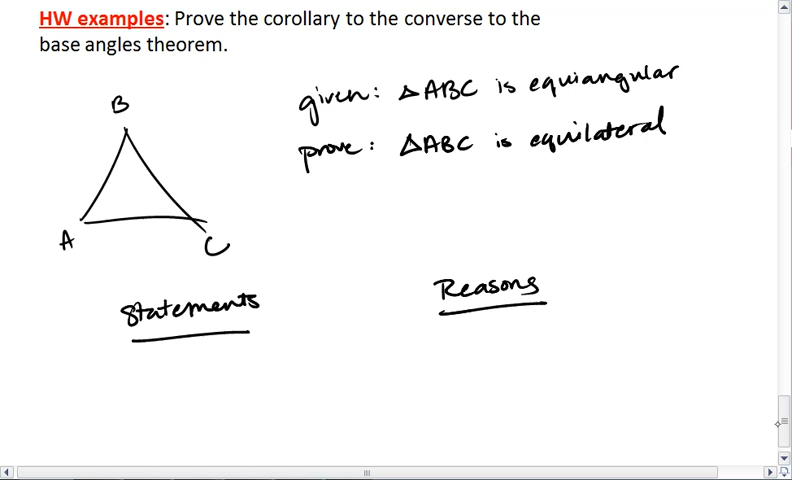 HW examples: Prove the corollary to the converse to the
base angles theorem.
given: △ABC is equiangular
prove: △ABC is equilateral
B
A
C
Statements
Reasons